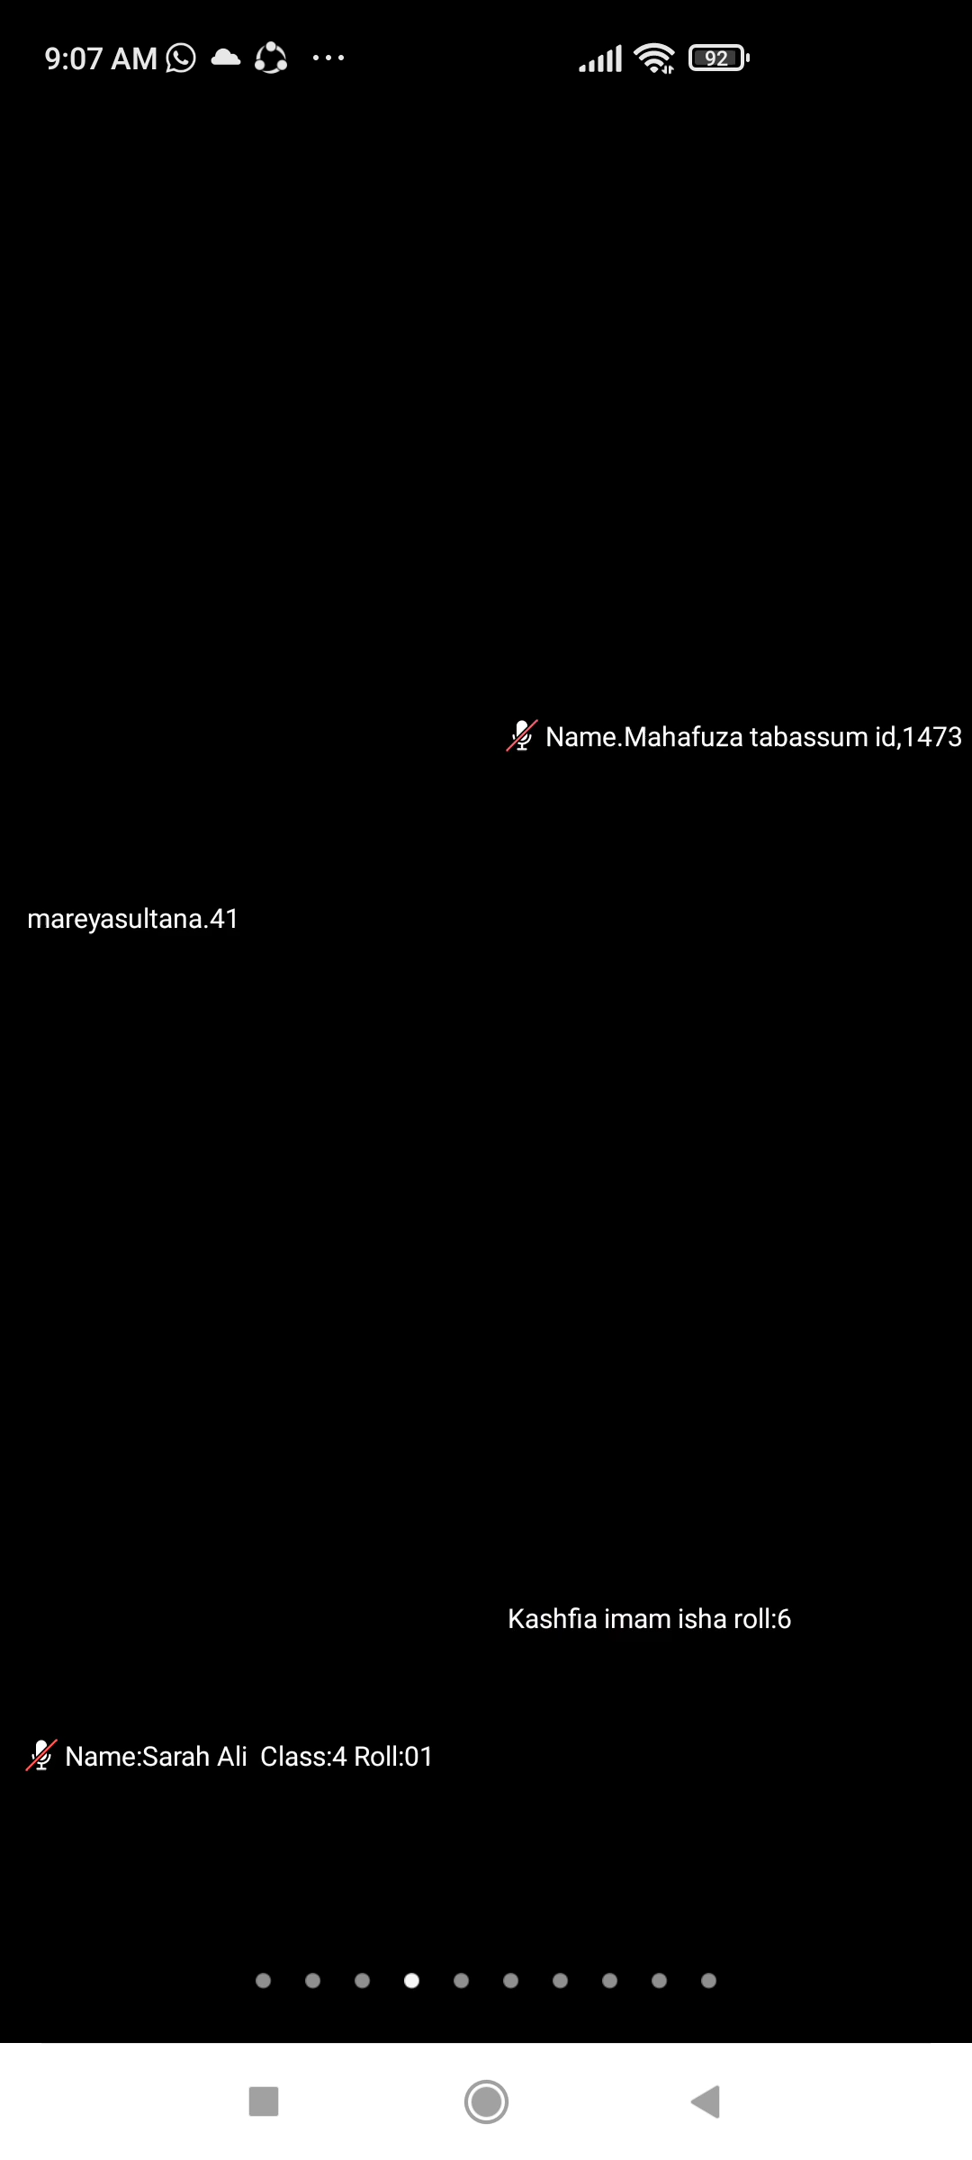 9:07 AM
92
Name.Mahafuza tabassum id,1473
mareyasultana.41
Kashfia imam isha roll:6
Name:Sarah Ali  Class:4 Roll:01